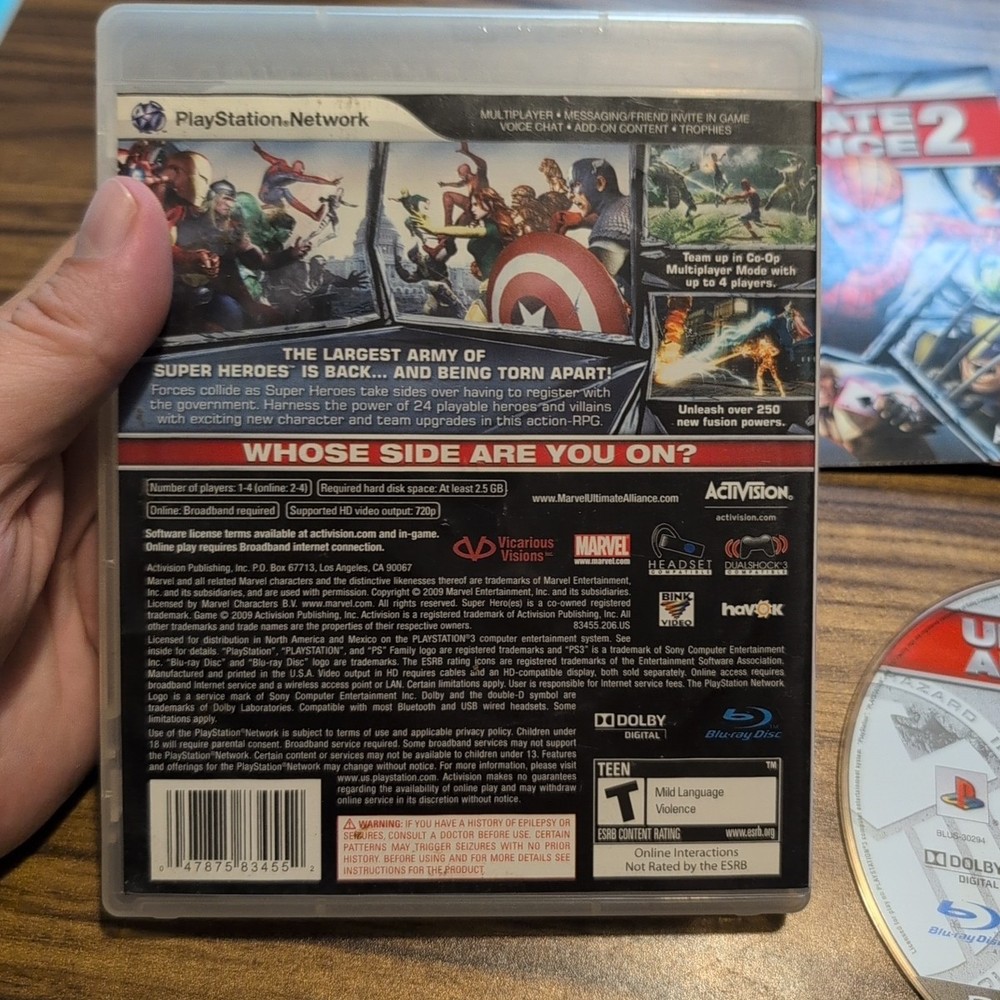 PlayStation®Network
MULTIPLAYER • MESSAGING/FRIEND INVITE IN GAME
VOICE CHAT • ADD-ON CONTENT • TROPHIES
Team up in Co-Op
Multiplayer Mode with
up to 4 players.
THE LARGEST ARMY OF
SUPER HEROES™ IS BACK... AND BEING TORN APART!
Forces collide as Super Heroes take sides over having to register with
the government. Harness the power of 24 playable heroes and villains
with exciting new character and team upgrades in this action-RPG.
Unleash over 250
new fusion powers.
WHOSE SIDE ARE YOU ON?
Number of players: 1-4 (online: 2-4)
Required hard disk space: At least 2.5 GB
Online: Broadband required
Supported HD video output: 720p
www.MarvelUltimateAlliance.com
ACTIVISION®
activision.com
Software license terms available at activision.com and in-game.
Online play requires Broadband internet connection.
Vicarious
Visions INC.
MARVEL
www.marvel.com
HEADSET
COMPATIBLE
DUALSHOCK®3
COMPATIBLE
Activision Publishing, Inc. P.O. Box 67713, Los Angeles, CA 90067
Marvel and all related Marvel characters and the distinctive likenesses thereof are trademarks of Marvel Entertainment,
Inc. and its subsidiaries, and are used with permission. Copyright © 2009 Marvel Entertainment, Inc. and its subsidiaries.
Licensed by Marvel Characters B.V. www.marvel.com. All rights reserved. Super Hero(es) is a co-owned registered
trademark. Game © 2009 Activision Publishing, Inc. Activision is a registered trademark of Activision Publishing, Inc. All
other trademarks and trade names are the properties of their respective owners.
83455.206.US
BINK
VIDEO
havok
Licensed for distribution in North America and Mexico on the PLAYSTATION®3 computer entertainment system. See
inside for details. "PlayStation", "PLAYSTATION", and "PS" Family logo are registered trademarks and "PS3" is a trademark of Sony Computer Entertainment
Inc. "Blu-ray Disc" and "Blu-ray Disc" logo are trademarks. The ESRB rating icons are registered trademarks of the Entertainment Software Association.
Manufactured and printed in the U.S.A. Video output in HD requires cables and an HD-compatible display, both sold separately. Online access requires
broadband Internet service and a wireless access point or LAN. Certain limitations apply. User is responsible for Internet service fees. The PlayStation Network
Logo is a service mark of Sony Computer Entertainment Inc. Dolby and the double-D symbol are
trademarks of Dolby Laboratories. Compatible with most Bluetooth and USB wired headsets. Some
limitations apply.
Use of the PlayStation®Network is subject to terms of use and applicable privacy policy. Children under
18 will require parental consent. Broadband service required. Some broadband services may not support
the PlayStation®Network. Certain content or services may not be available to children under 13. Features
and offerings for the PlayStation®Network may change without notice. For more information, please visit
www.us.playstation.com. Activision makes no guarantees
regarding the availability of online play and may withdraw
online service in its discretion without notice.
DOLBY
DIGITAL
Blu-ray Disc
TEEN ™
T
Mild Language
Violence
ESRB CONTENT RATING www.esrb.org
Online Interactions
Not Rated by the ESRB
0 47875 83455 2
WARNING: IF YOU HAVE A HISTORY OF EPILEPSY OR
SEIZURES, CONSULT A DOCTOR BEFORE USE. CERTAIN
PATTERNS MAY TRIGGER SEIZURES WITH NO PRIOR
HISTORY. BEFORE USING AND FOR MORE DETAILS SEE
INSTRUCTIONS FOR THE PRODUCT
ATE
NCE 2
BLUS-30294
DOLBY
DIGITAL
Blu-ray Disc